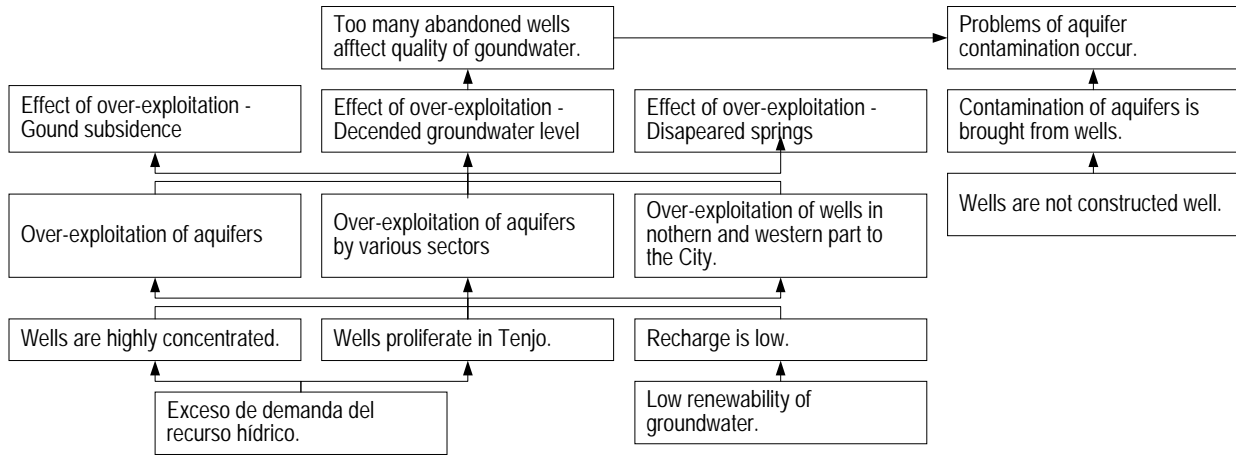 Too many abandoned wells
afftect quality of goundwater.
Problems of aquifer
contamination occur.
Effect of over-exploitation -
Gound subsidence
Effect of over-exploitation -
Decended groundwater level
Effect of over-exploitation -
Disapeared springs
Contamination of aquifers is
brought from wells.
Over-exploitation of aquifers
Over-exploitation of aquifers
by various sectors
Over-exploitation of wells in
nothern and western part to
the City.
Wells are not constructed well.
Wells are highly concentrated.
Wells proliferate in Tenjo.
Recharge is low.
Exceso de demanda del
recurso hídrico.
Low renewability of
groundwater.